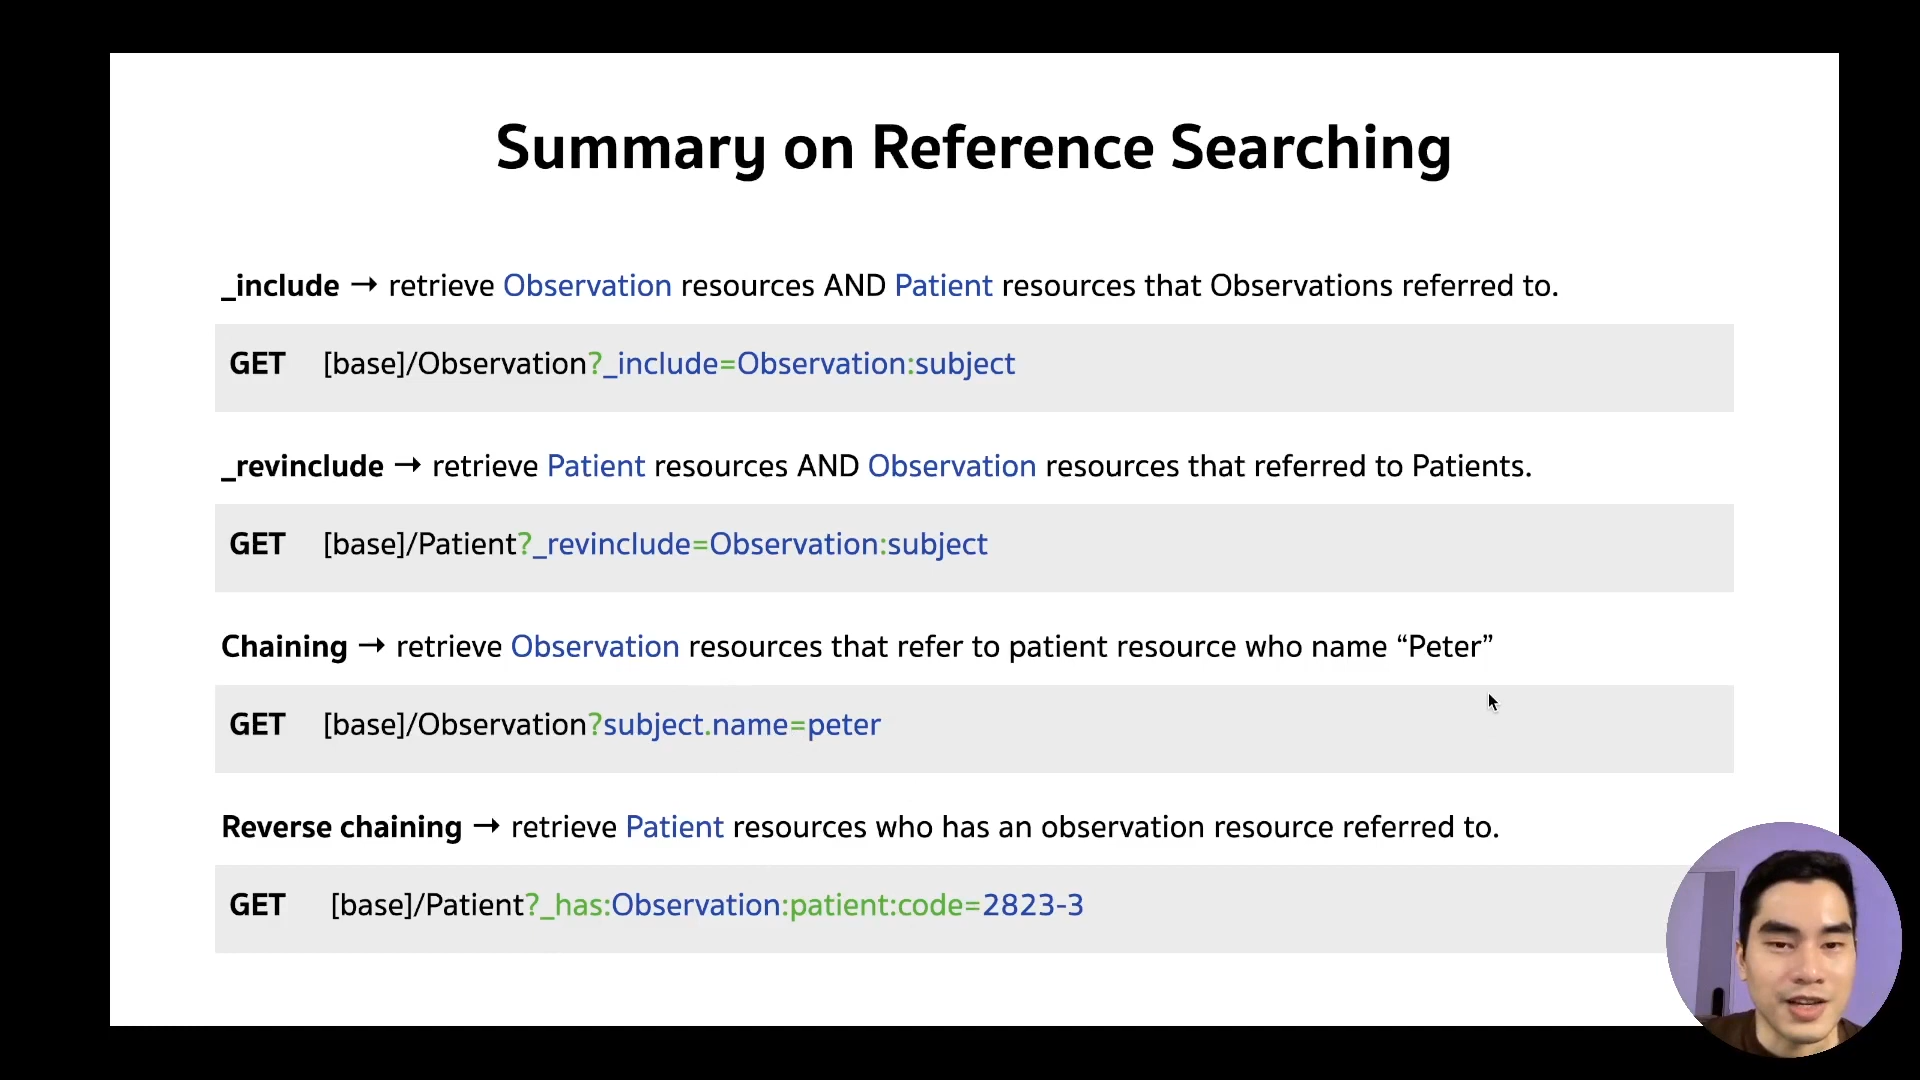 Summary on Reference Searching
_include → retrieve Observation resources AND Patient resources that Observations referred to.
GET [base]/Observation?_include=Observation:subject
_revinclude → retrieve Patient resources AND Observation resources that referred to Patients.
GET [base]/Patient?_revinclude=Observation:subject
Chaining → retrieve Observation resources that refer to patient resource who name “Peter”
GET [base]/Observation?subject.name=peter
Reverse chaining → retrieve Patient resources who has an observation resource referred to.
GET [base]/Patient?_has:Observation:patient:code=2823-3